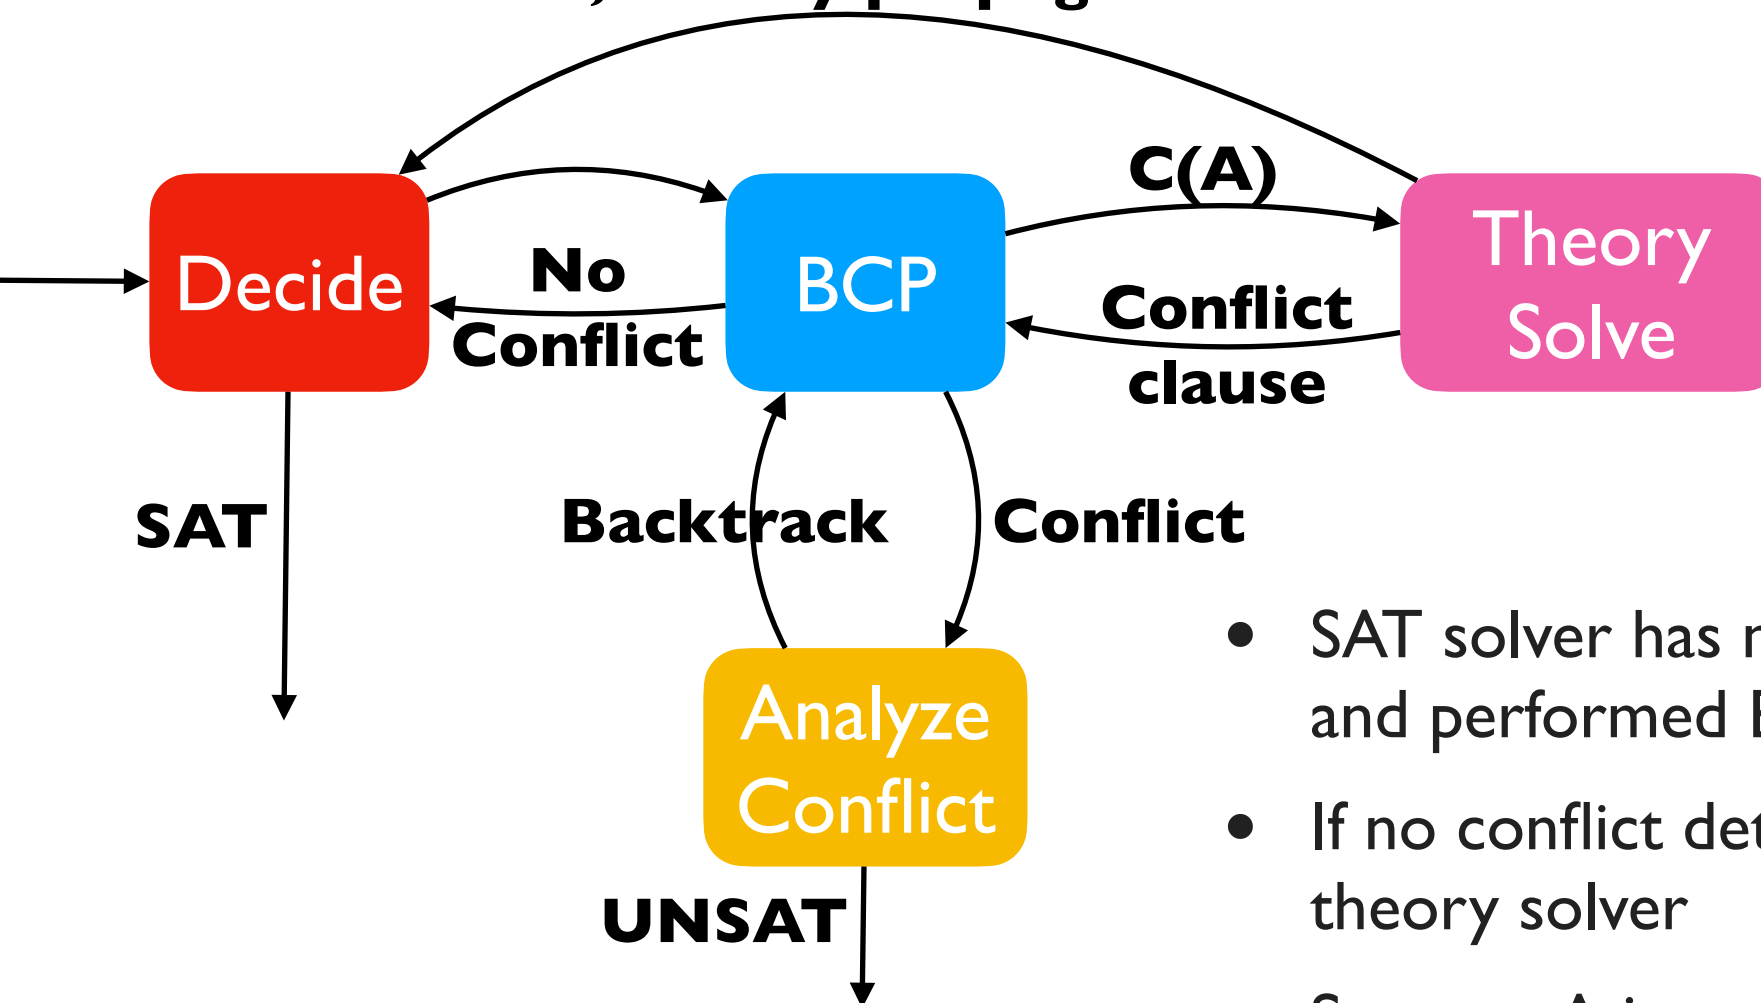 C(A)
Decide
No
Conflict
BCP
Conflict
clause
Theory
Solve
SAT
Backtrack
Conflict
Analyze
Conflict
UNSAT
• SAT solver has
and performed
• If no conflict
theory solver